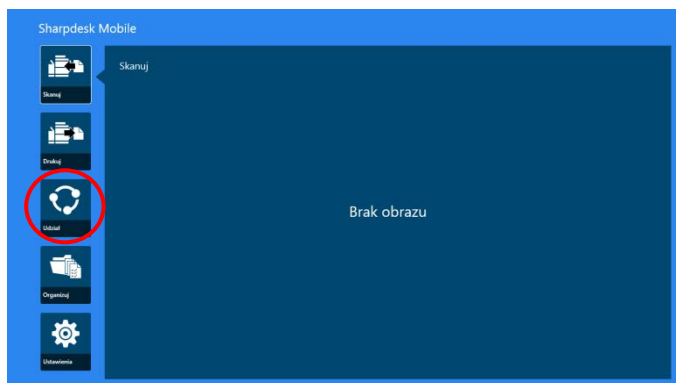 Sharpdesk Mobile
Skanuj
Skanuj
Drukuj
Udział
Brak obrazu
Organizuj
Ustawienia